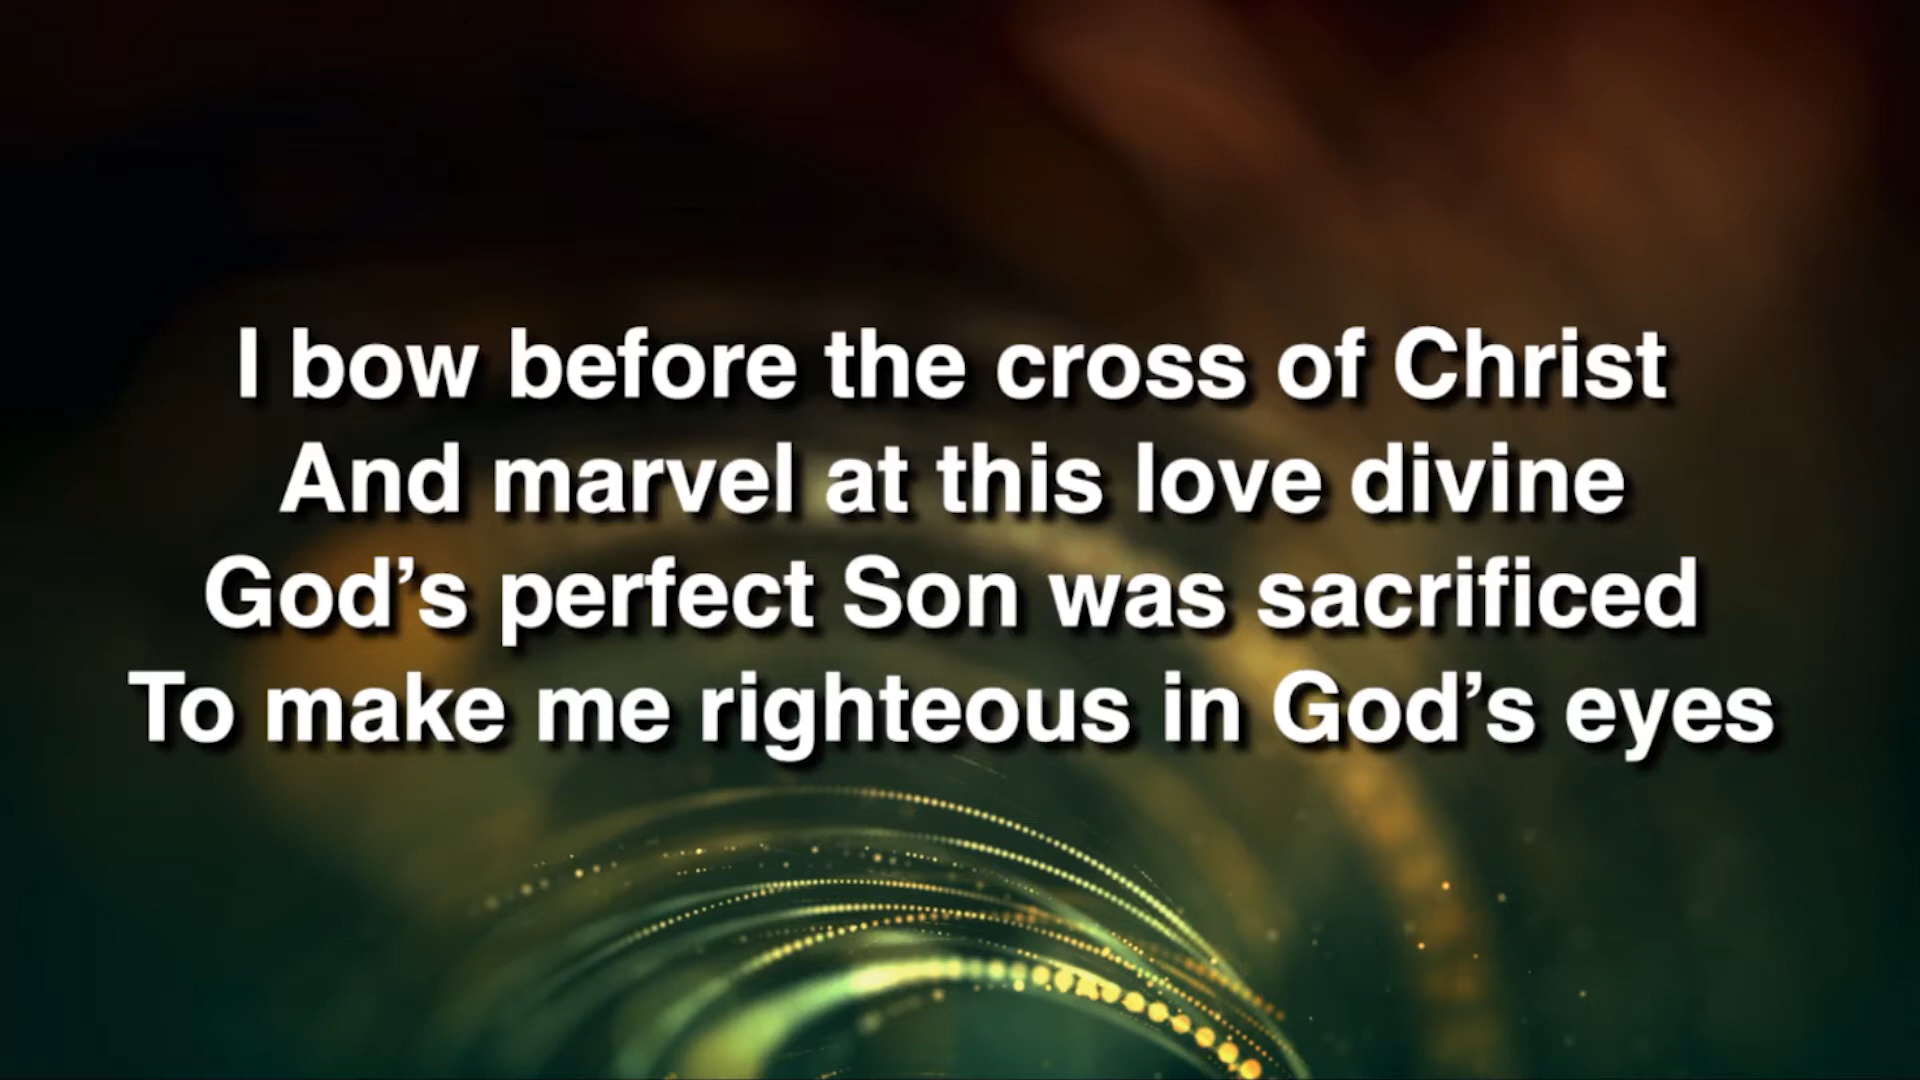 I bow before the cross of Christ
And marvel at this love divine
God’s perfect Son was sacrificed
To make me righteous in God’s eyes